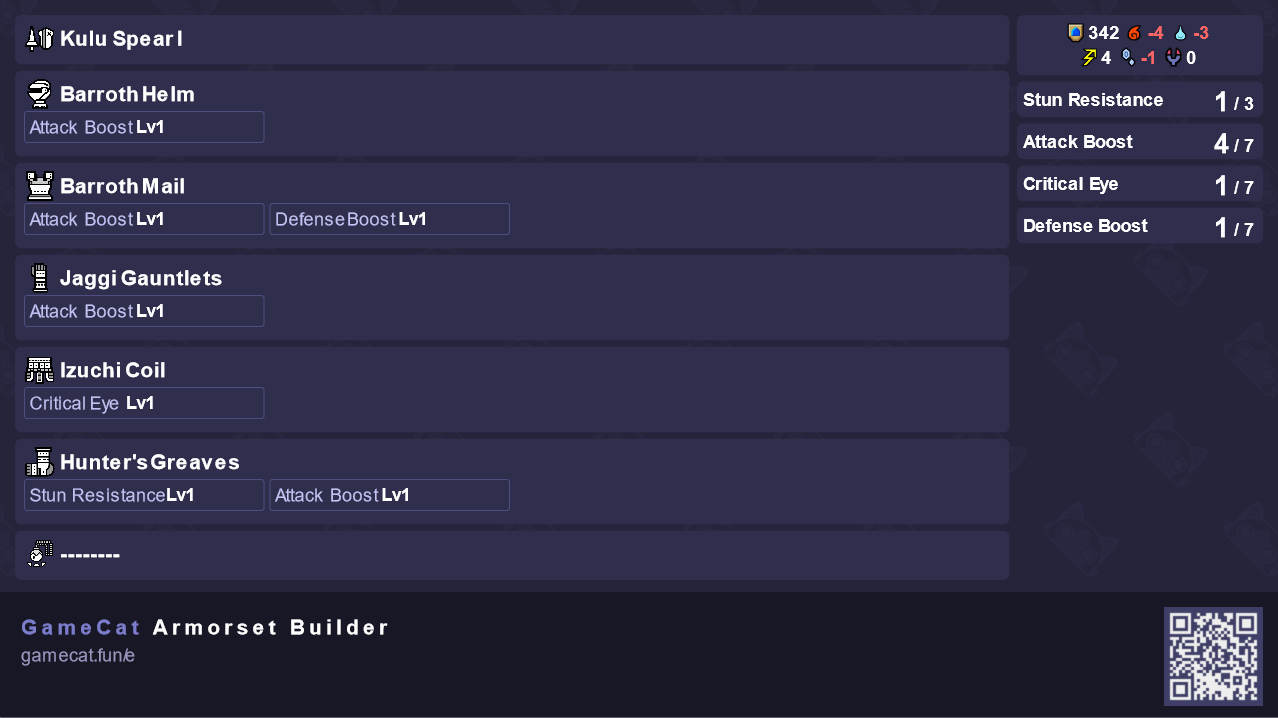 Kulu Spear I
Barroth Helm
Attack Boost Lv1
Barroth Mail
Attack Boost Lv1 Defense Boost Lv1
Jaggi Gauntlets
Attack Boost Lv1
Izuchi Coil
Critical Eye Lv1
Hunter's Greaves
Stun Resistance Lv1 Attack Boost Lv1
--------
342 -4 -3
4 -1 0
Stun Resistance 1 / 3
Attack Boost 4 / 7
Critical Eye 1 / 7
Defense Boost 1 / 7
GameCat Armorset Builder
gamecat.fun/e